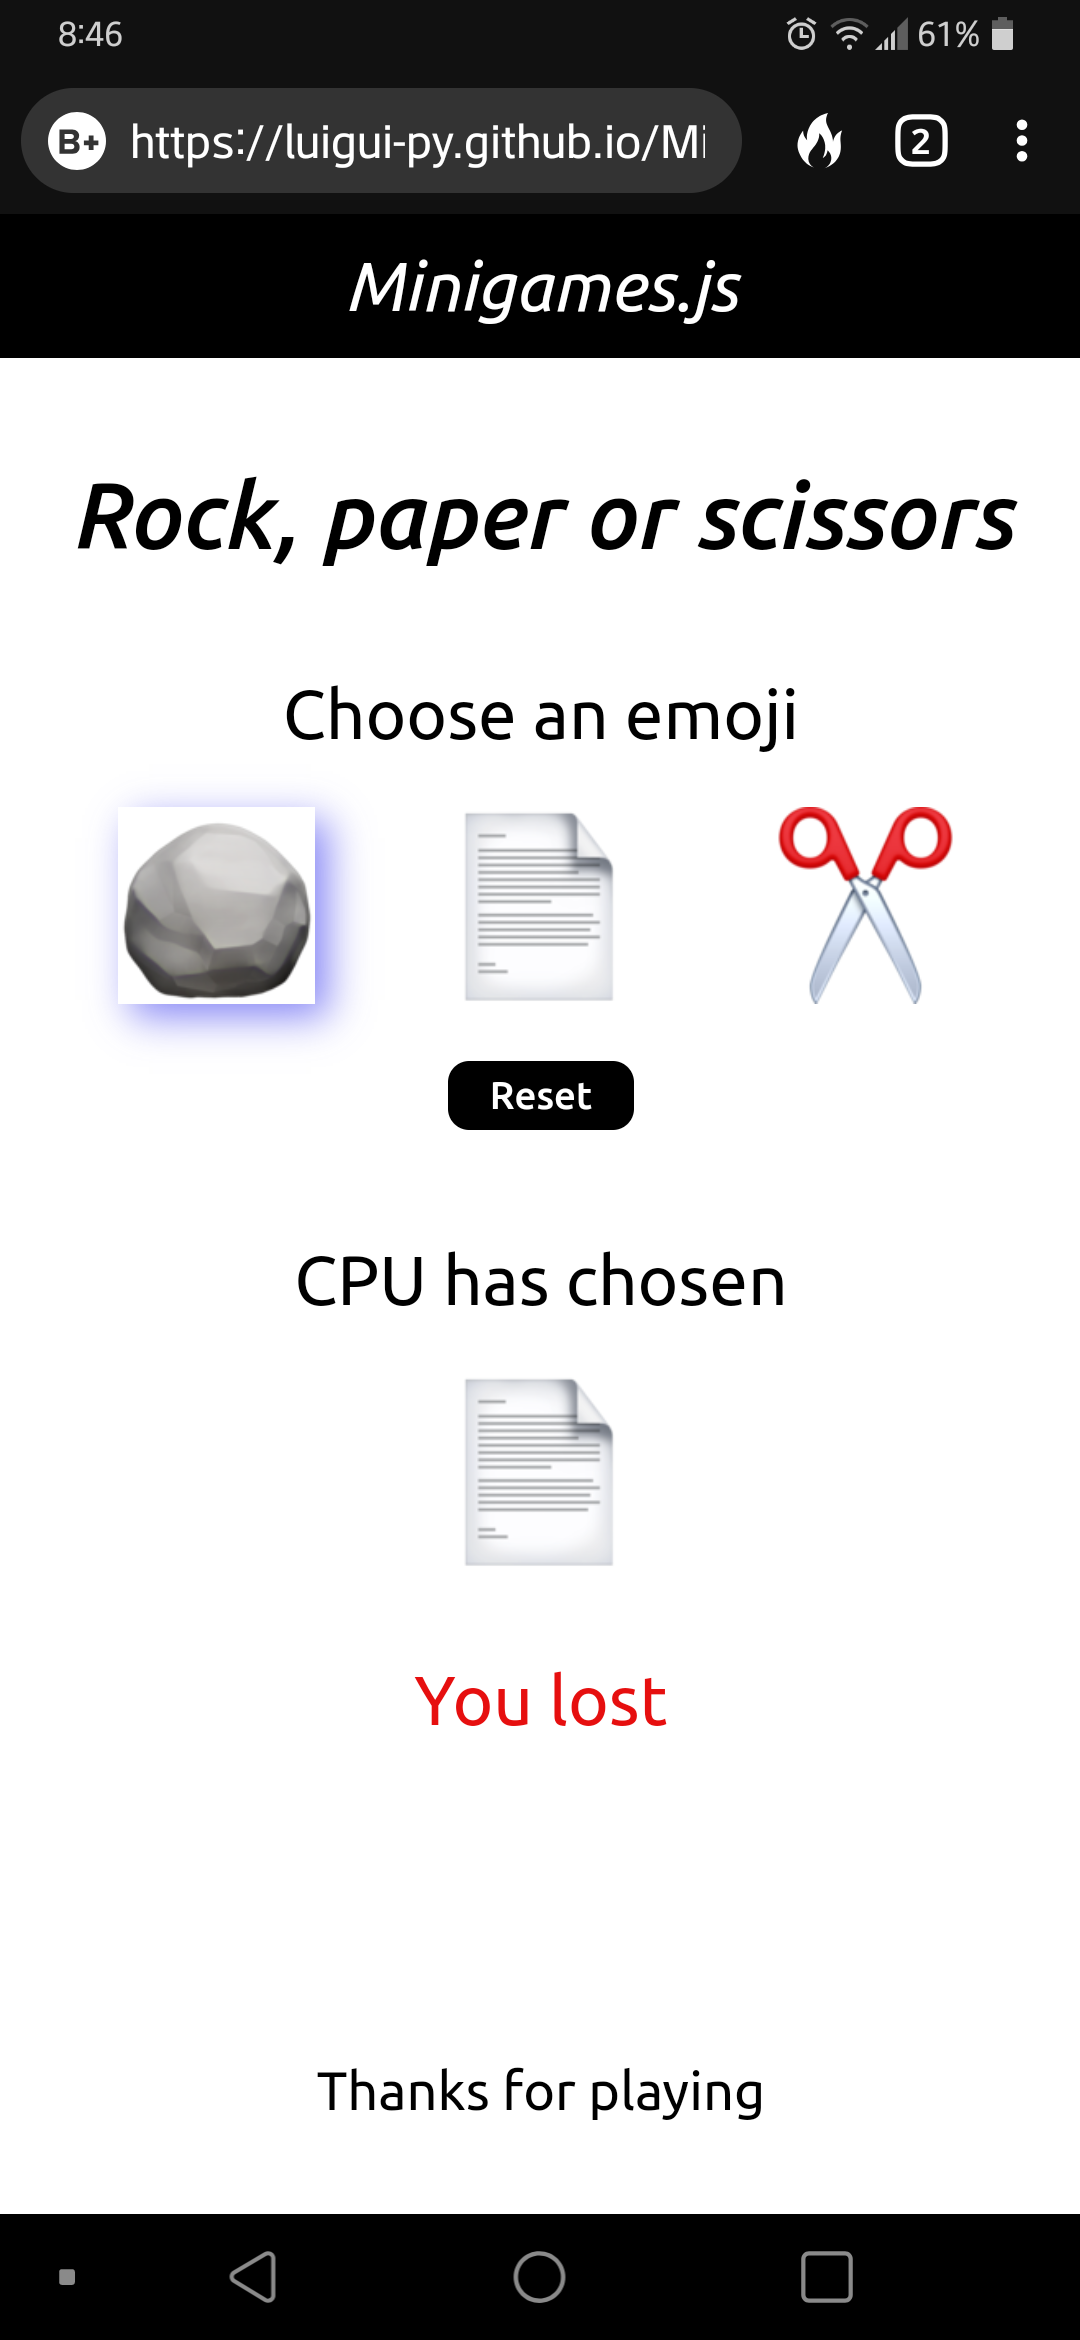 8:46
61%
B+ https://luigui-py.github.io/Mi
2
Minigames.js
Rock, paper or scissors
Choose an emoji
Reset
CPU has chosen
You lost
Thanks for playing